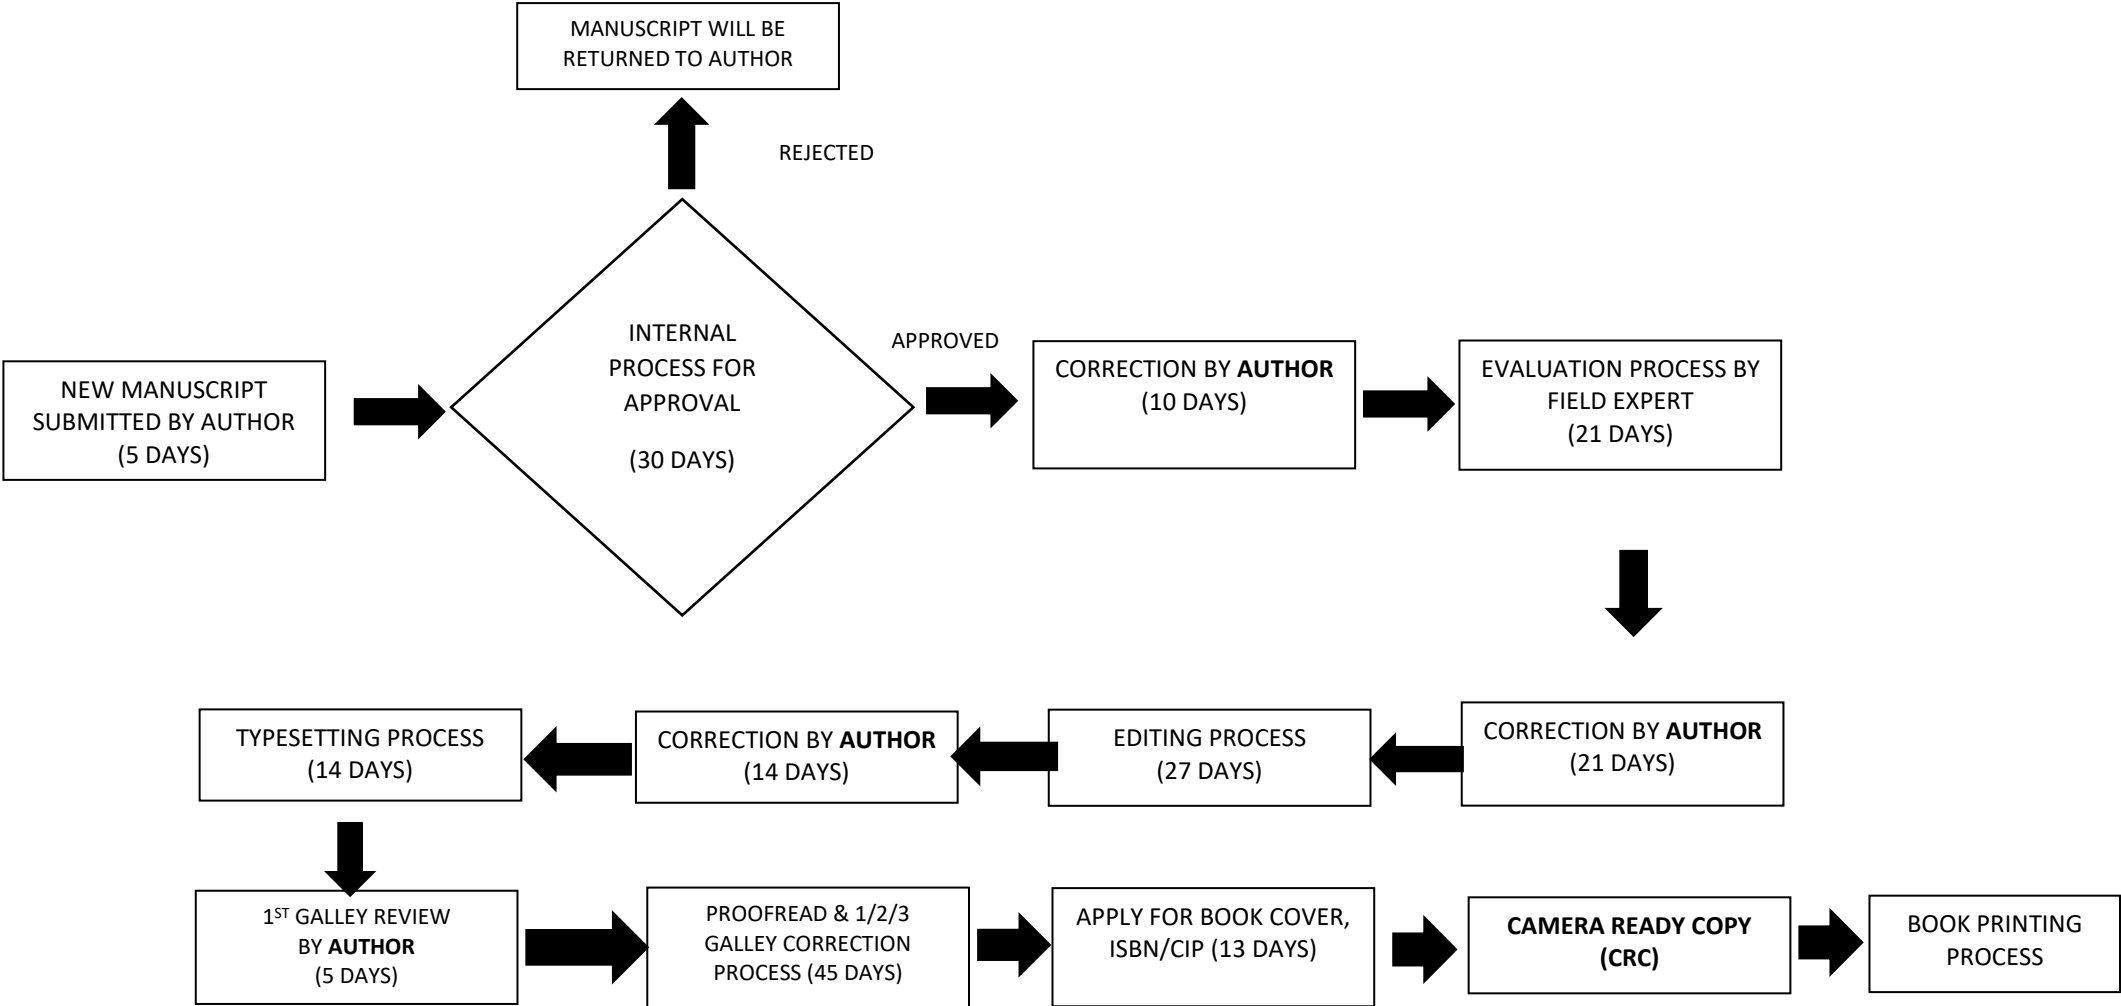 MANUSCRIPT WILL BE
RETURNED TO AUTHOR
REJECTED
NEW MANUSCRIPT
SUBMITTED BY AUTHOR
(5 DAYS)
INTERNAL
PROCESS FOR
APPROVAL
(30 DAYS)
APPROVED
CORRECTION BY AUTHOR
(10 DAYS)
EVALUATION PROCESS BY
FIELD EXPERT
(21 DAYS)
CORRECTION BY AUTHOR
(21 DAYS)
EDITING PROCESS
(27 DAYS)
CORRECTION BY AUTHOR
(14 DAYS)
TYPESETTING PROCESS
(14 DAYS)
1ST GALLEY REVIEW
BY AUTHOR
(5 DAYS)
PROOFREAD & 1/2/3
GALLEY CORRECTION
PROCESS (45 DAYS)
APPLY FOR BOOK COVER,
ISBN/CIP (13 DAYS)
CAMERA READY COPY
(CRC)
BOOK PRINTING
PROCESS